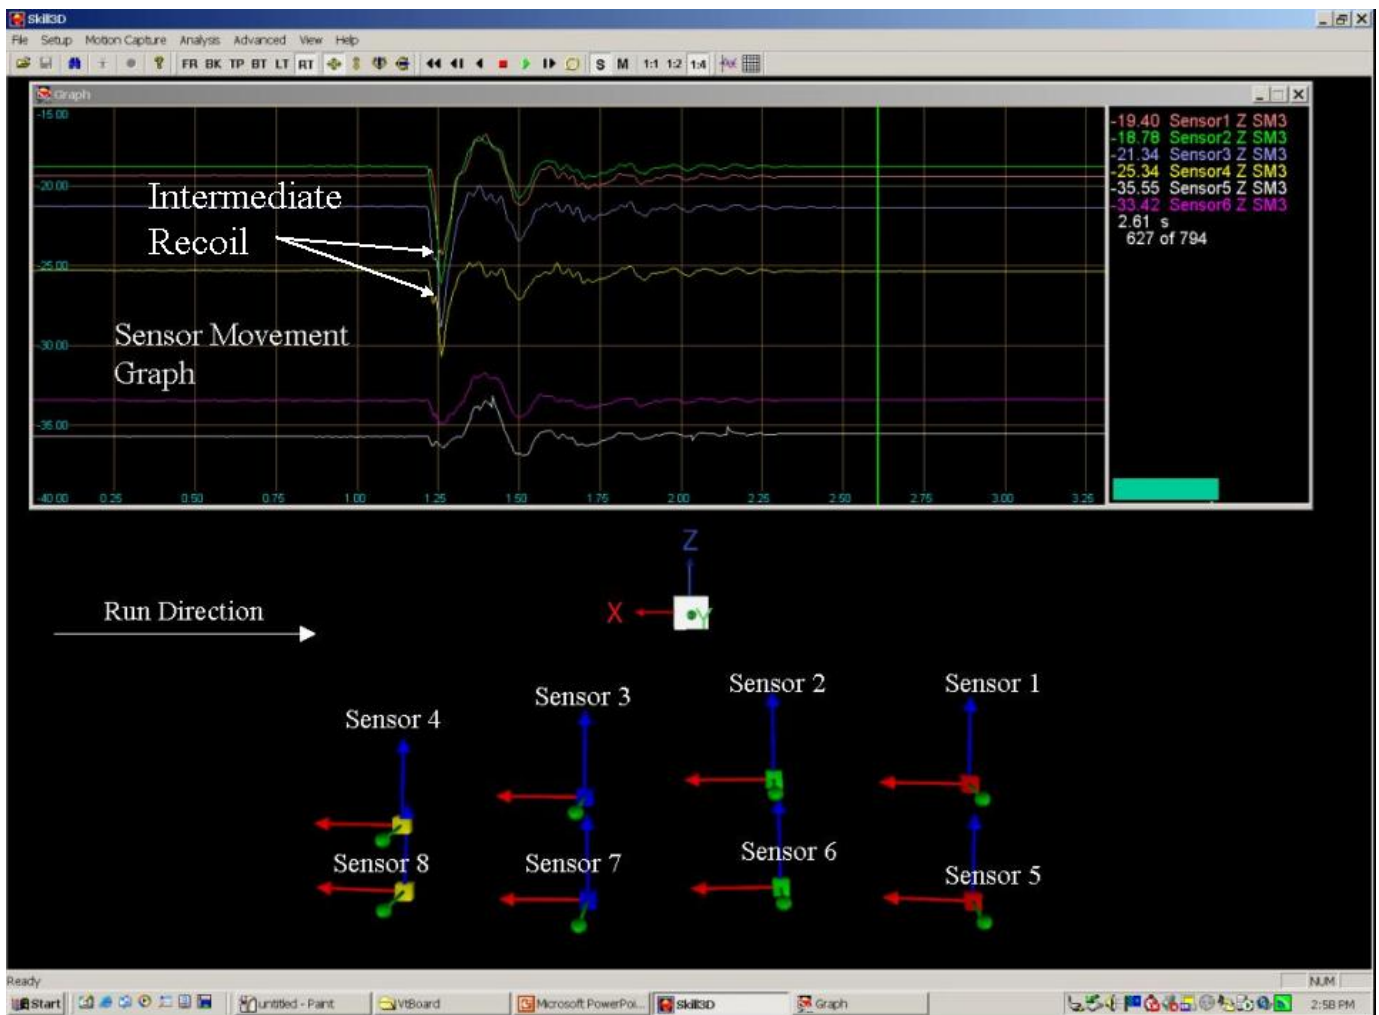 Skill3D
File Setup Motion Capture Analysis Advanced View Help
FR BK TP BT LT RT S M 1:1 1:2 1:4
Graph
-15.00
-20.00
-25.00
-30.00
-35.00
-40.00 0.25 0.50 0.75 1.00 1.25 1.50 1.75 2.00 2.25 2.50 2.75 3.00 3.25
Intermediate
Recoil
Sensor Movement
Graph
-19.40 Sensor1 Z SM3
-18.78 Sensor2 Z SM3
-21.34 Sensor3 Z SM3
-25.34 Sensor4 Z SM3
-35.55 Sensor5 Z SM3
-33.42 Sensor6 Z SM3
2.61 s
627 of 794
Z
X
Y
Run Direction
Sensor 4
Sensor 3
Sensor 2
Sensor 1
Sensor 8
Sensor 7
Sensor 6
Sensor 5
Ready
NUM
Start
untitled - Paint
VtBoard
Microsoft PowerPoi...
Skill3D
Graph
2:58 PM